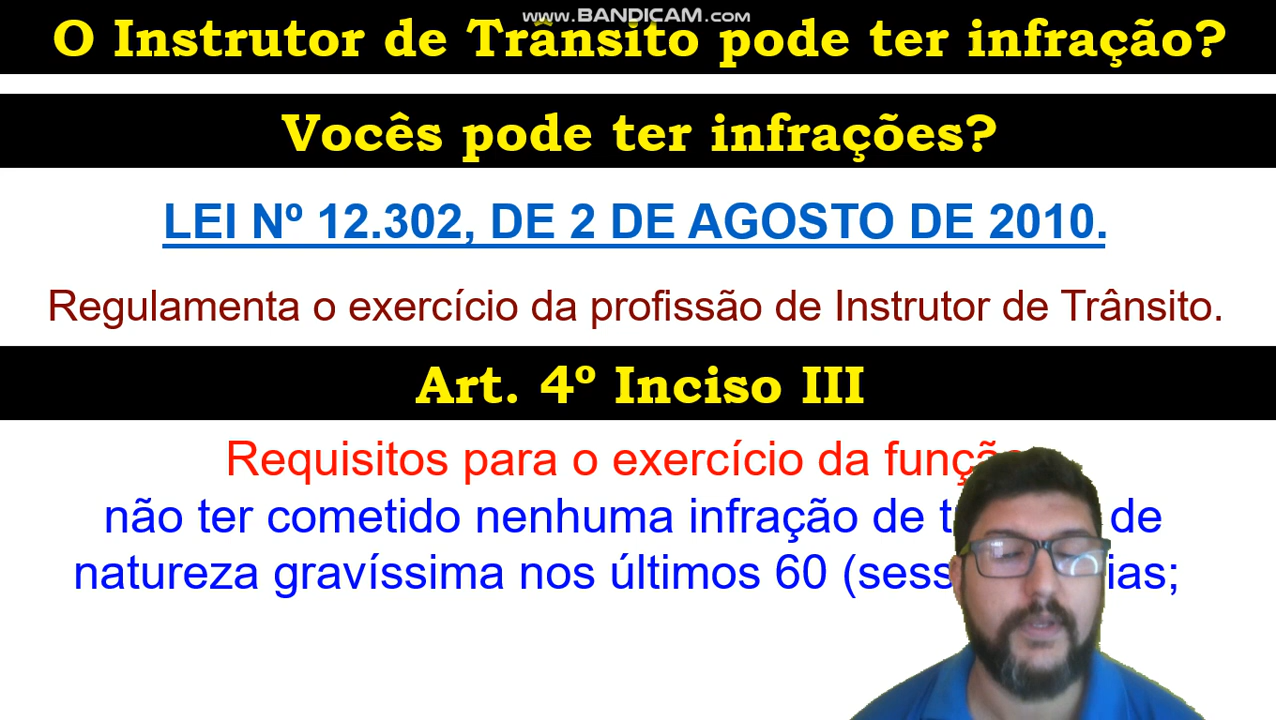 www.BANDICAM.com
O Instrutor de Trânsito pode ter infração?
Vocês pode ter infrações?
LEI Nº 12.302, DE 2 DE AGOSTO DE 2010.
Regulamenta o exercício da profissão de Instrutor de Trânsito.
Art. 4º Inciso III
Requisitos para o exercício da função
não ter cometido nenhuma infração de de
natureza gravíssima nos últimos 60